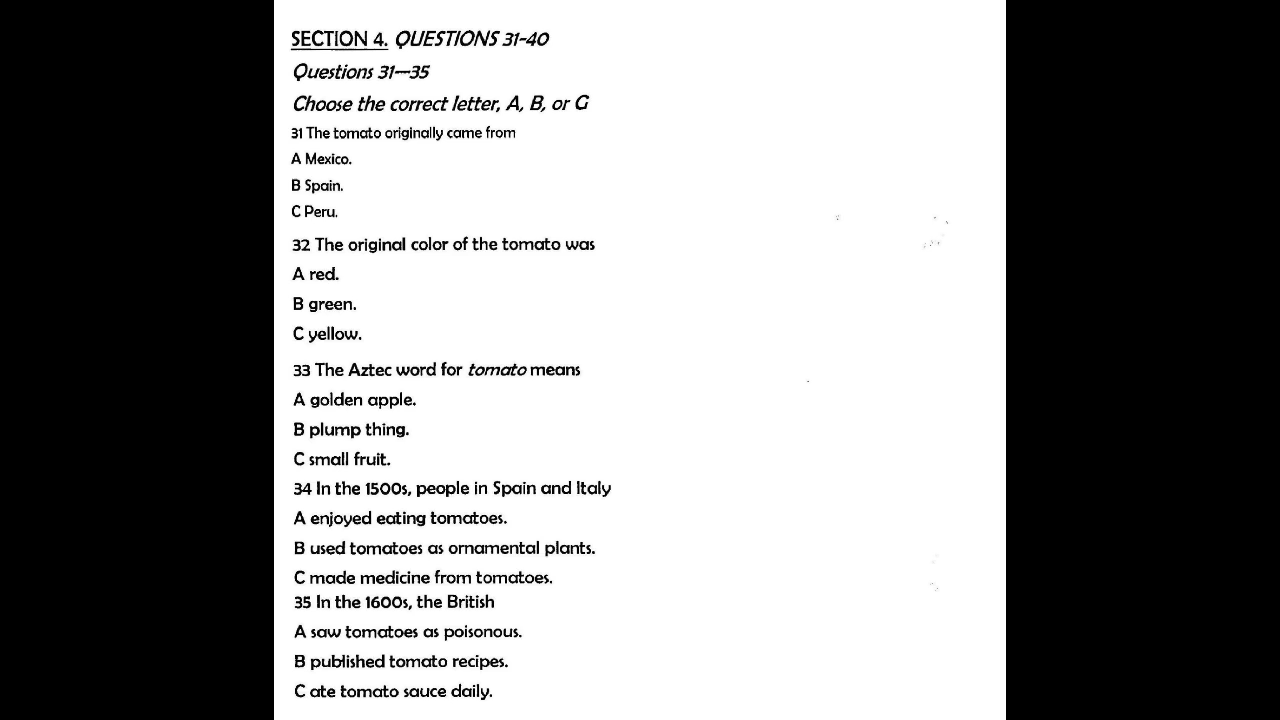 SECTION 4. QUESTIONS 31-40
Questions 31—35
Choose the correct letter, A, B, or G
31 The tomato originally came from
A Mexico.
B Spain.
C Peru.
32 The original color of the tomato was
A red.
B green.
C yellow.
33 The Aztec word for tomato means
A golden apple.
B plump thing.
C small fruit.
34 In the 1500s, people in Spain and Italy
A enjoyed eating tomatoes.
B used tomatoes as ornamental plants.
C made medicine from tomatoes.
35 In the 1600s, the British
A saw tomatoes as poisonous.
B published tomato recipes.
C ate tomato sauce daily.